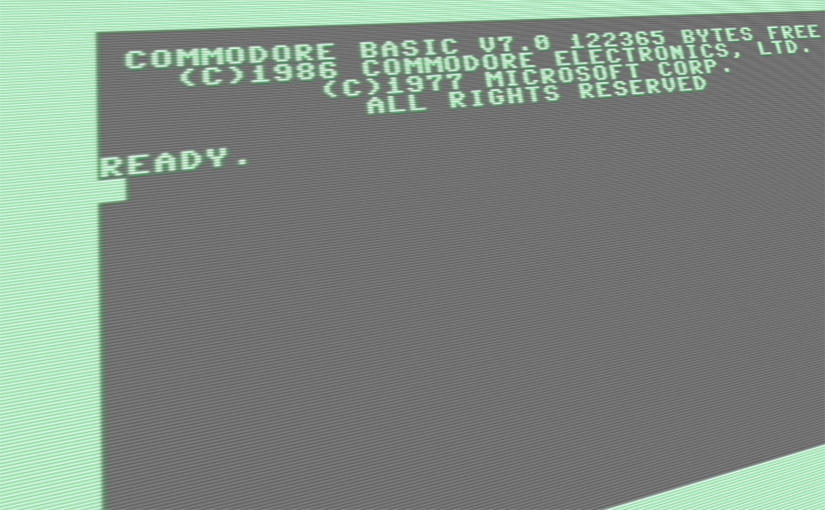 COMMODORE BASIC V7.0 122365 BYTES FREE
(C)1986 COMMODORE ELECTRONICS, LTD.
(C)1977 MICROSOFT CORP.
ALL RIGHTS RESERVED
READY.